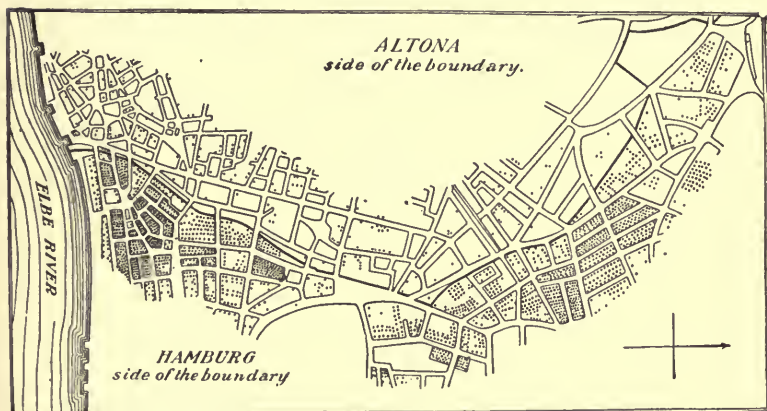 ALTONA
side of the boundary.
ELBE RIVER
HAMBURG
side of the boundary